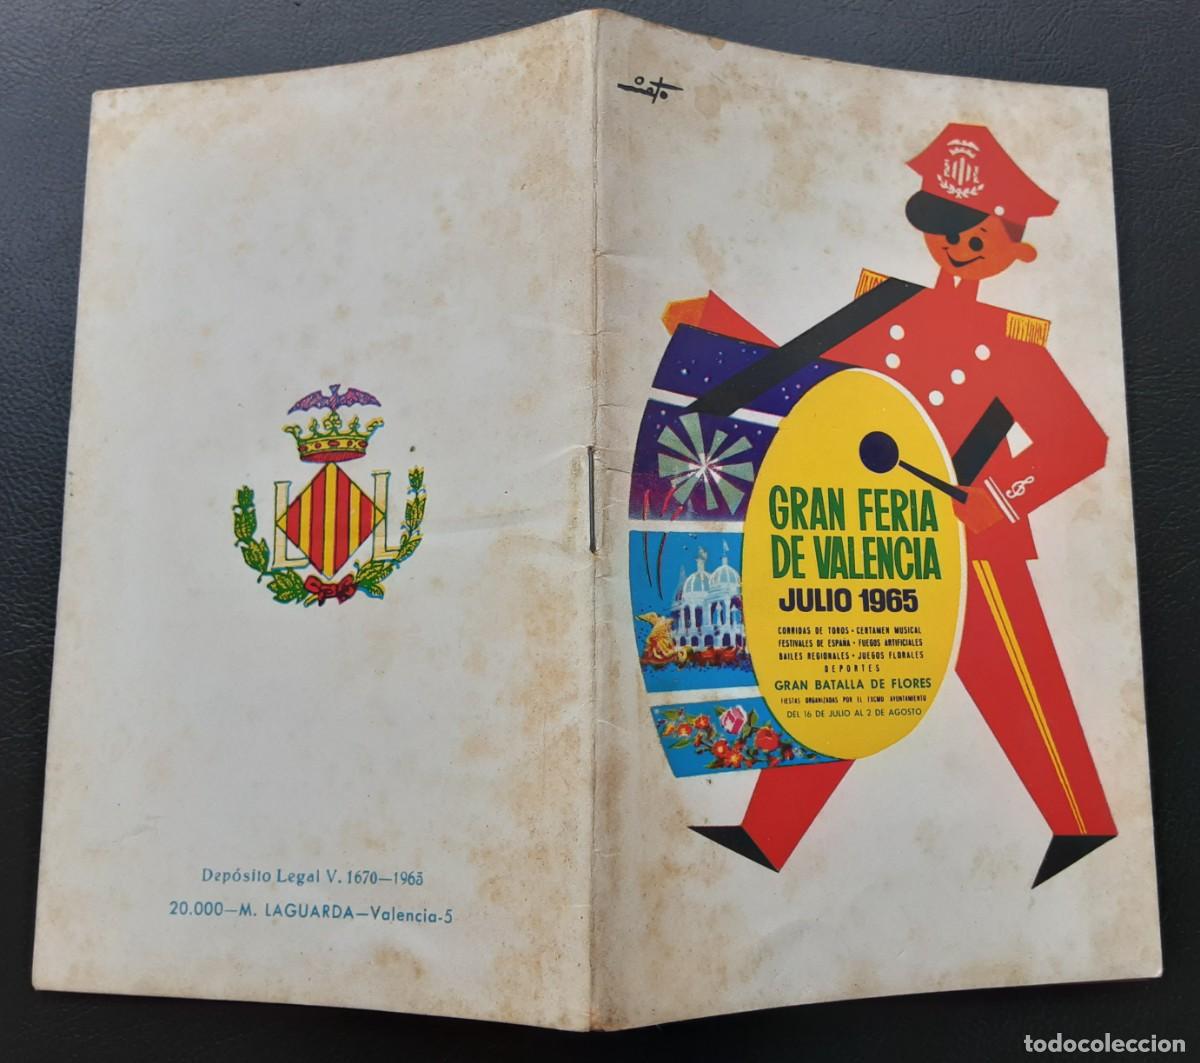 L L
Depósito Legal V. 1670—1965
20.000—M. LAGUARDA—Valencia-5
GRAN FERIA
DE VALENCIA
JULIO 1965
CORRIDAS DE TOROS - CERTAMEN MUSICAL
FESTIVALES DE ESPAÑA - FUEGOS ARTIFICIALES
BAILES REGIONALES - JUEGOS FLORALES
DEPORTES
GRAN BATALLA DE FLORES
FIESTAS ORGANIZADAS POR EL EXCMO AYUNTAMIENTO
DEL 16 DE JULIO AL 2 DE AGOSTO
todocoleccion